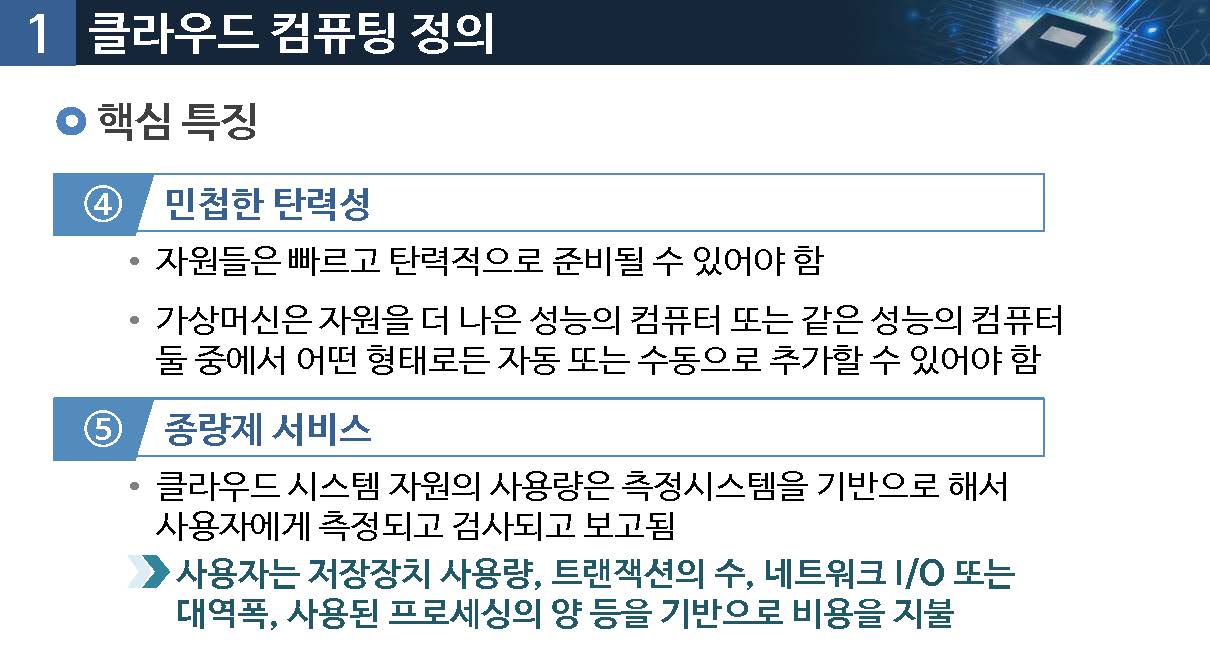 1 클라우드 컴퓨팅 정의
핵심 특징
④ 민첩한 탄력성
• 자원들은 빠르고 탄력적으로 준비될 수 있어야 함
• 가상머신은 자원을 더 나은 성능의 컴퓨터 또는 같은 성능의 컴퓨터
둘 중에서 어떤 형태로든 자동 또는 수동으로 추가할 수 있어야 함
⑤ 종량제 서비스
• 클라우드 시스템 자원의 사용량은 측정시스템을 기반으로 해서
사용자에게 측정되고 검사되고 보고됨
사용자는 저장장치 사용량, 트랜잭션의 수, 네트워크 I/O 또는
대역폭, 사용된 프로세싱의 양 등을 기반으로 비용을 지불